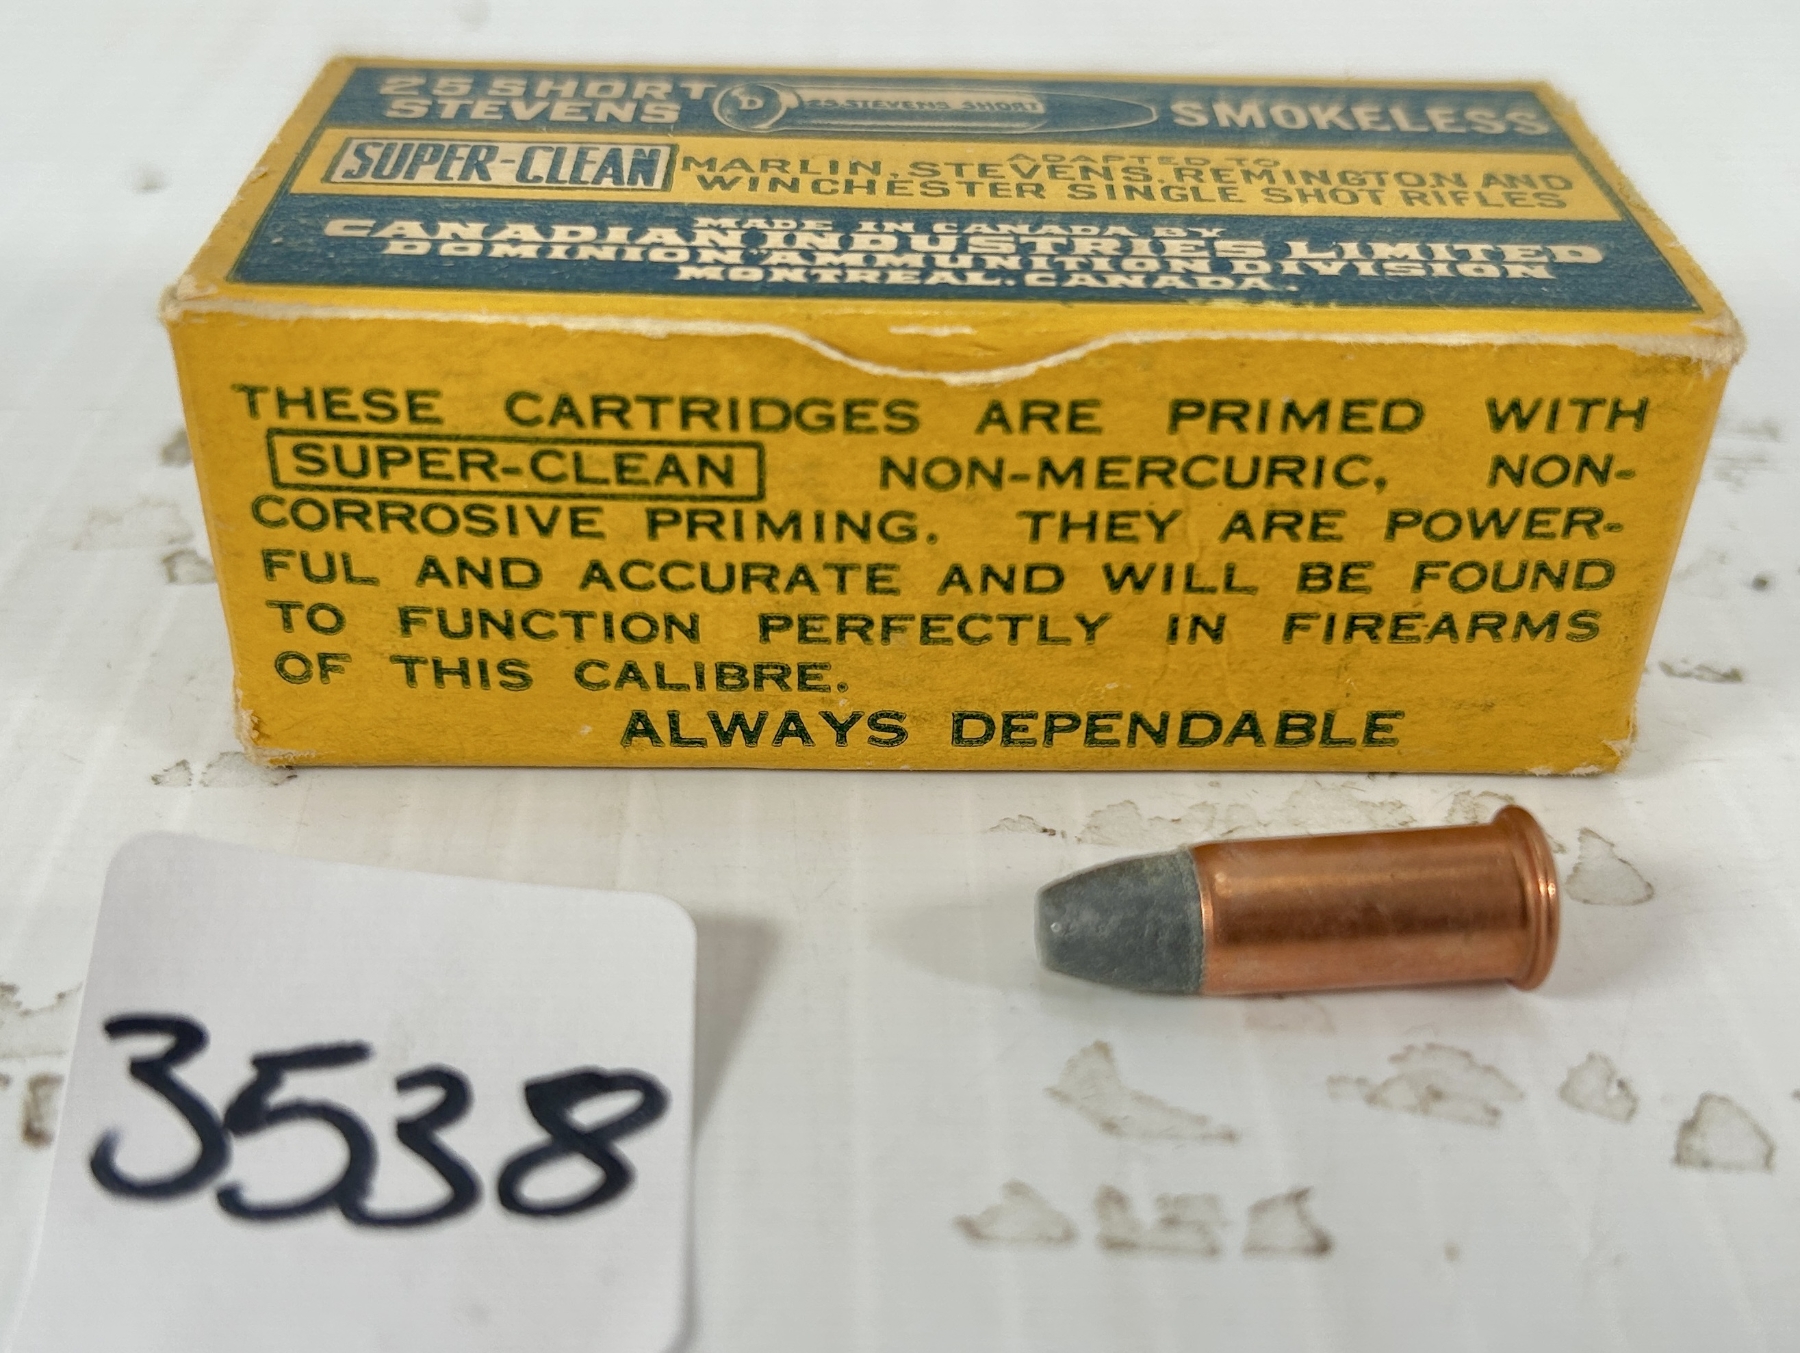 25 SHORT
STEVENS
D
25 STEVENS SHORT
SMOKELESS
SUPER-CLEAN
ADAPTED TO
MARLIN, STEVENS, REMINGTON AND
WINCHESTER SINGLE SHOT RIFLES
MADE IN CANADA BY
CANADIAN INDUSTRIES LIMITED
DOMINION AMMUNITION DIVISION
MONTREAL, CANADA.
THESE CARTRIDGES ARE PRIMED WITH
SUPER-CLEAN NON-MERCURIC, NON-
CORROSIVE PRIMING. THEY ARE POWER-
FUL AND ACCURATE AND WILL BE FOUND
TO FUNCTION PERFECTLY IN FIREARMS
OF THIS CALIBRE.
ALWAYS DEPENDABLE
3538